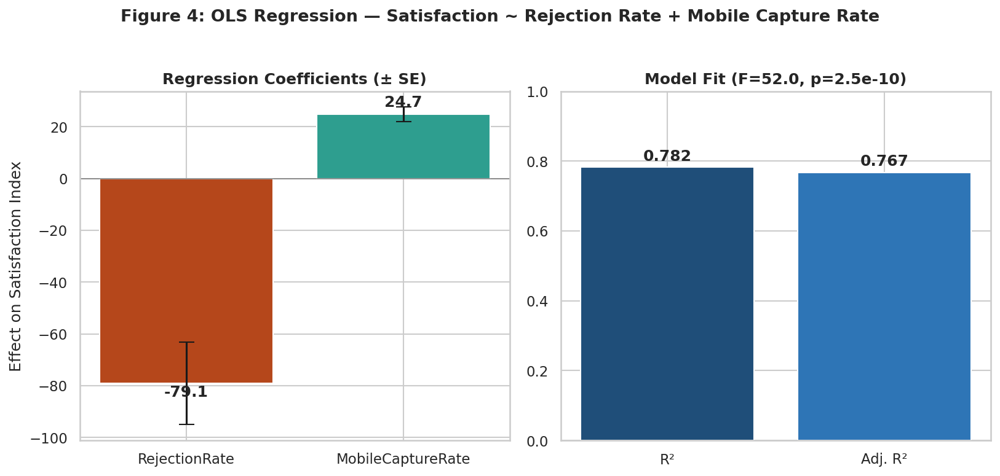 Figure 4: OLS Regression — Satisfaction ~ Rejection Rate + Mobile Capture Rate
Regression Coefficients (± SE)
Effect on Satisfaction Index
20
0
−20
−40
−60
−80
−100
24.7
-79.1
RejectionRate
MobileCaptureRate
Model Fit (F=52.0, p=2.5e-10)
1.0
0.8
0.6
0.4
0.2
0.0
0.782
0.767
R²
Adj. R²